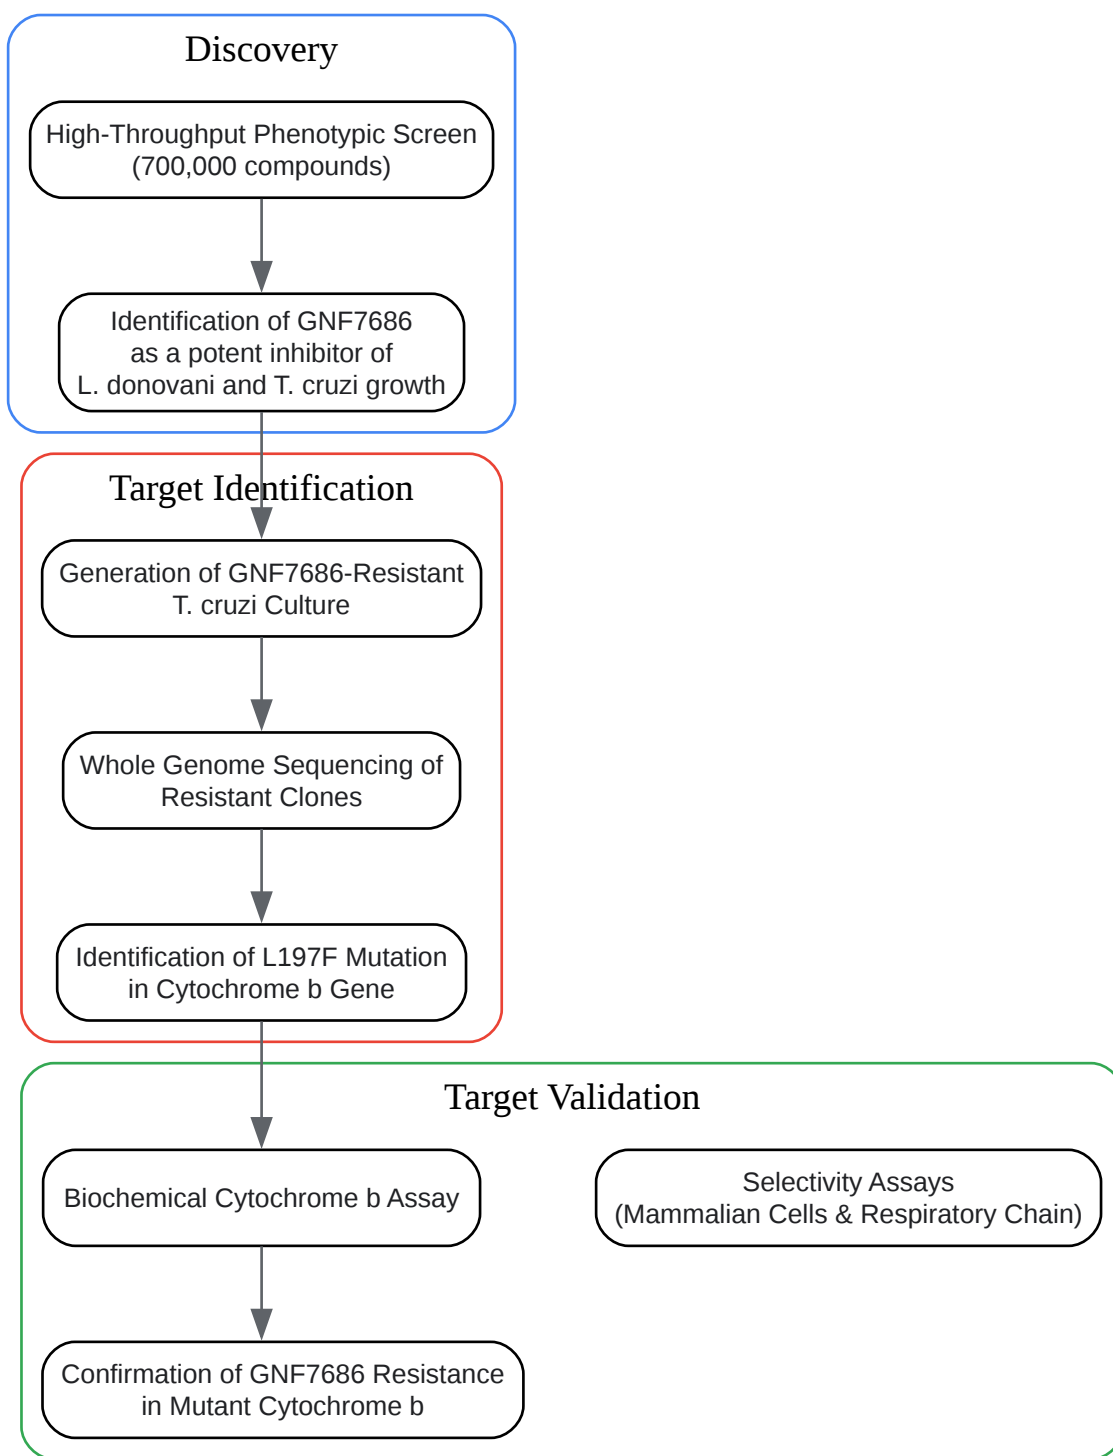 Discovery
High-Throughput Phenotypic Screen
(700,000 compounds)
Identification of GNF7686
as a potent inhibitor of
L. donovani and T. cruzi growth
Target Identification
Generation of GNF7686-Resistant
T. cruzi Culture
Whole Genome Sequencing of
Resistant Clones
Identification of L197F Mutation
in Cytochrome b Gene
Target Validation
Biochemical Cytochrome b Assay
Selectivity Assays
(Mammalian Cells & Respiratory Chain)
Confirmation of GNF7686 Resistance
in Mutant Cytochrome b